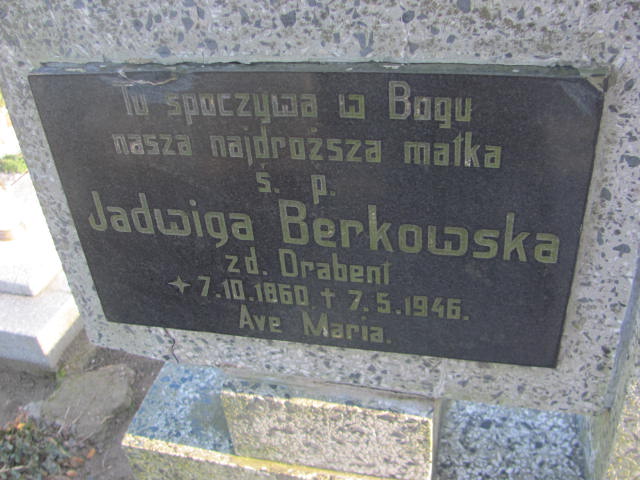 Tu spoczywa w Bogu
nasza najdroższa matka
ś. p.
Jadwiga Berkowska
zd. Drabent
* 7.10.1860 † 7.5.1946.
Ave Maria.